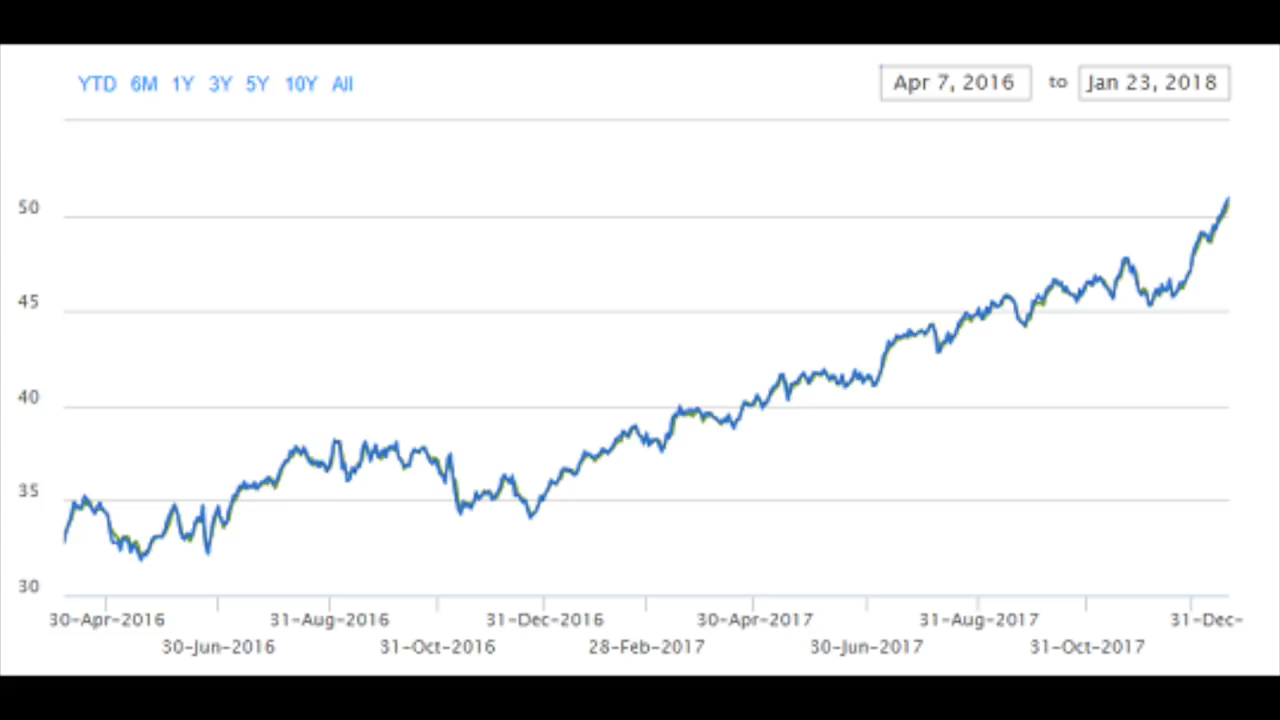 YTD 6M 1Y 3Y 5Y 10Y All
Apr 7, 2016 to Jan 23, 2018
50
45
40
35
30
30-Apr-2016 31-Aug-2016 31-Dec-2016 30-Apr-2017 31-Aug-2017 31-Dec-
30-Jun-2016 31-Oct-2016 28-Feb-2017 30-Jun-2017 31-Oct-2017